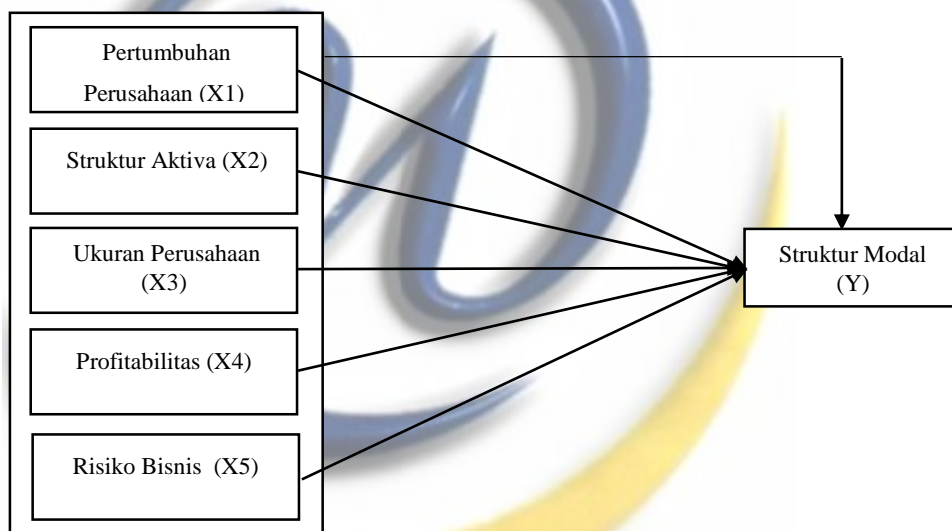 Pertumbuhan
Perusahaan (X1)
Struktur Aktiva (X2)
Ukuran Perusahaan
(X3)
Profitabilitas (X4)
Risiko Bisnis (X5)
Struktur Modal
(Y)